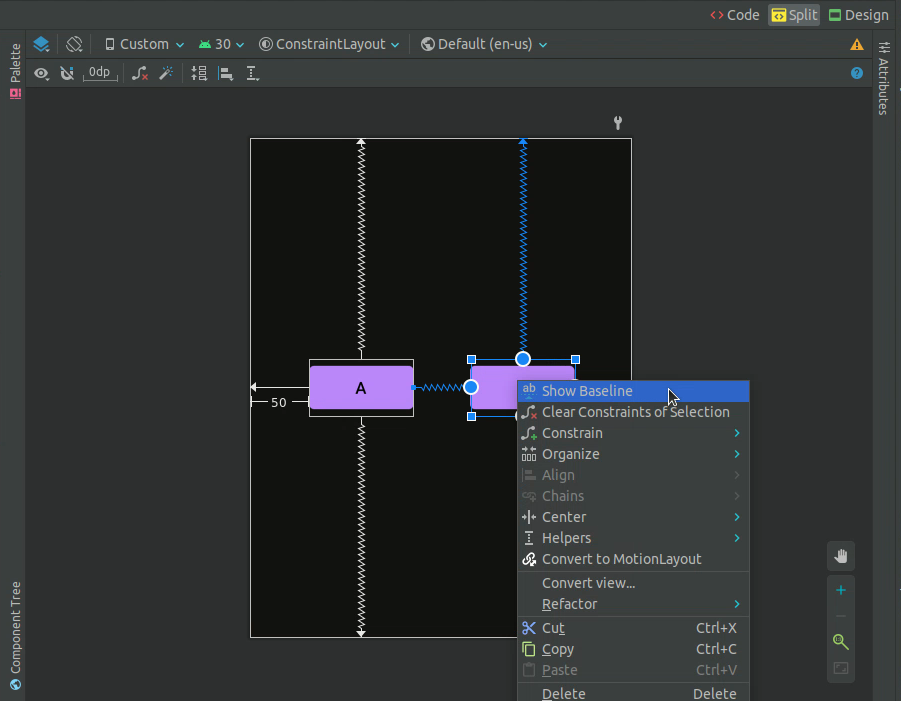 Code Split Design
Custom 30 ConstraintLayout Default (en-us)
0dp
Palette
Attributes
A
50
ab Show Baseline
Clear Constraints of Selection
Constrain
Organize
Align
Chains
Center
Helpers
Convert to MotionLayout
Convert view...
Refactor
Cut Ctrl+X
Copy Ctrl+C
Paste Ctrl+V
Delete Delete
Component Tree